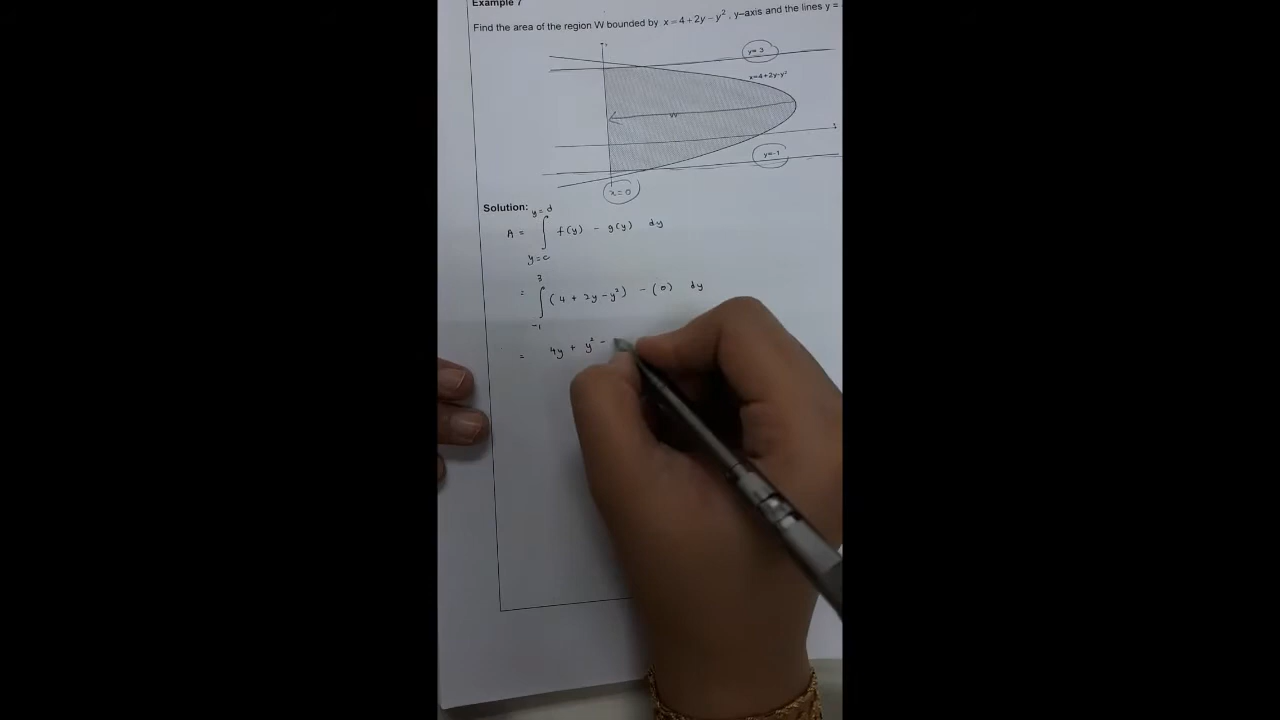 Example 7
Find the area of the region W bounded by x = 4 + 2y − y², y–axis and the lines y =
y= 3
x=4+2y-y²
W
y=-1
x = 0
Solution:
y = d
A = ∫ f(y) - g(y) dy
y = c
3
= ∫ ( 4 + 2y - y² ) - ( 0 ) dy
-1
= 4y + y² -